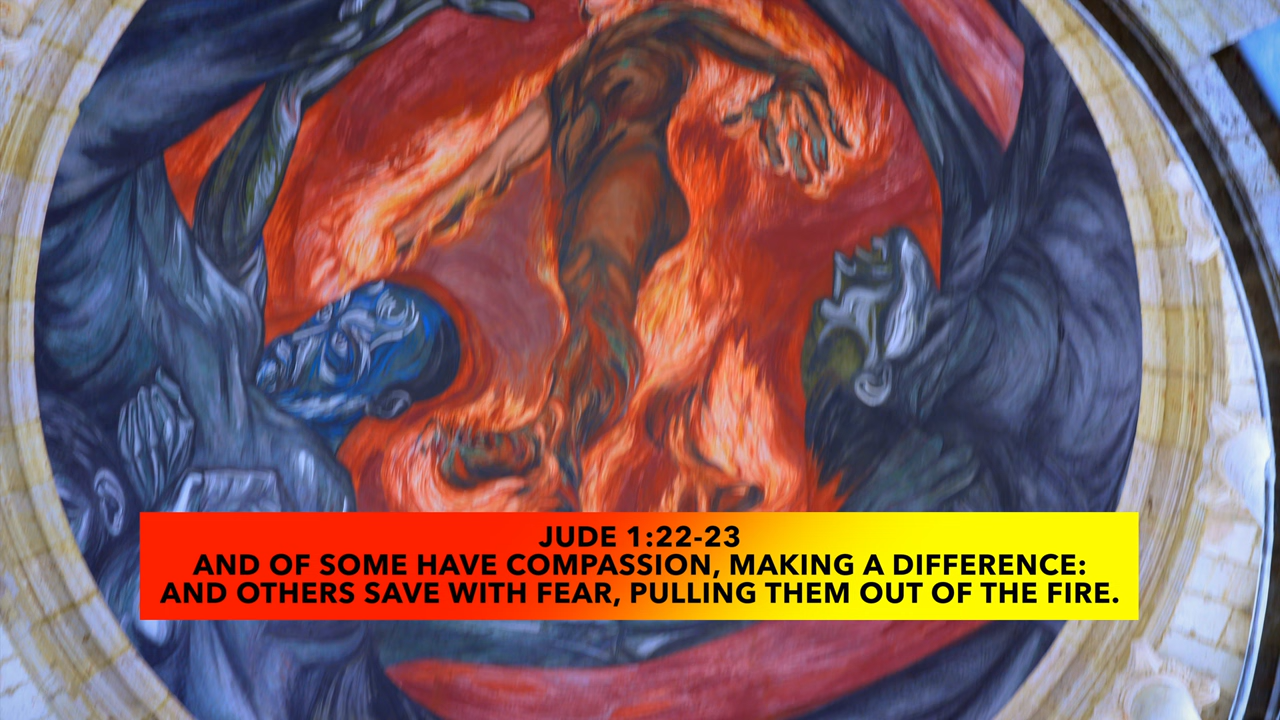 JUDE 1:22-23
AND OF SOME HAVE COMPASSION, MAKING A DIFFERENCE:
AND OTHERS SAVE WITH FEAR, PULLING THEM OUT OF THE FIRE.